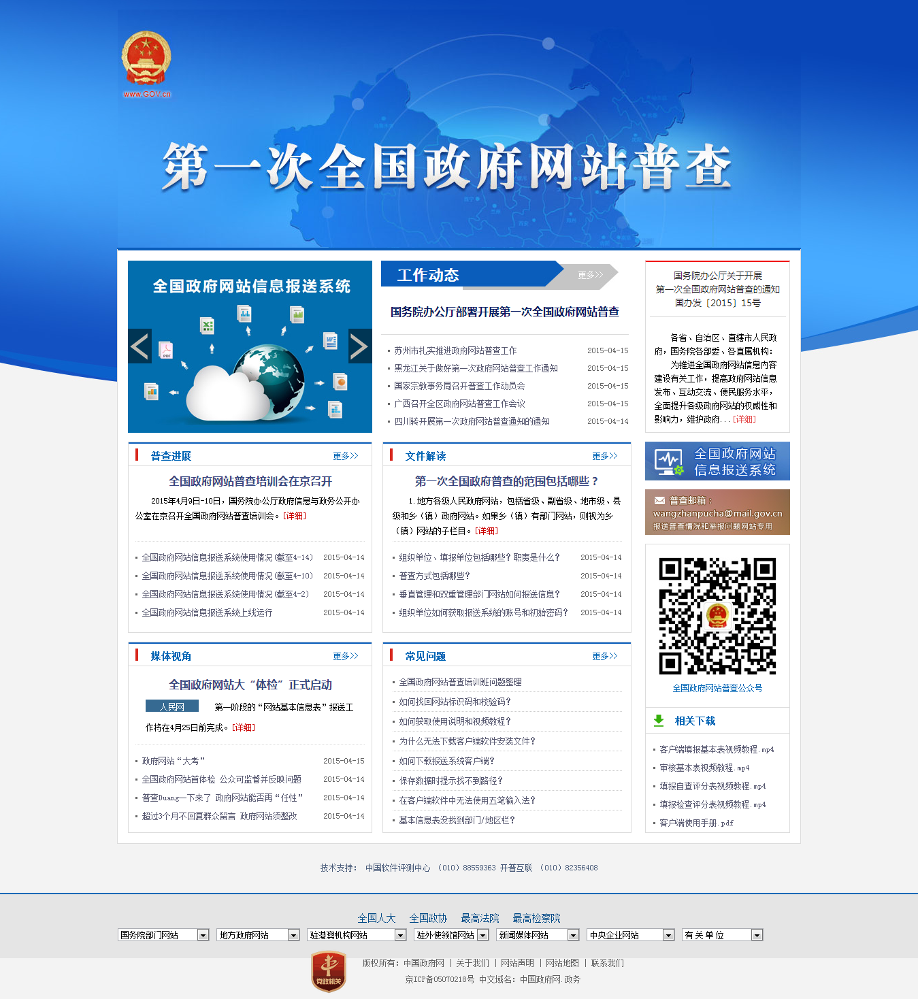 www.GOV.cn
第一次全国政府网站普查
全国政府网站信息报送系统
PDF
工作动态
更多>>
国务院办公厅部署开展第一次全国政府网站普查
苏州市扎实推进政府网站普查工作 2015-04-15
黑龙江关于做好第一次政府网站普查工作通知 2015-04-15
国家宗教事务局召开普查工作动员会 2015-04-15
广西召开全区政府网站普查工作会议 2015-04-15
四川转开展第一次政府网站普查通知的通知 2015-04-14
国务院办公厅关于开展
第一次全国政府网站普查的通知
国办发〔2015〕15号
各省、自治区、直辖市人民政
府，国务院各部委、各直属机构：
为推进全国政府网站信息内容
建设有关工作，提高政府网站信息
发布、互动交流、便民服务水平，
全面提升各级政府网站的权威性和
影响力，维护政府...[详细]
普查进展 更多>>
全国政府网站普查培训会在京召开
2015年4月9日-10日，国务院办公厅政府信息与政务公开办
公室在京召开全国政府网站普查培训会。[详细]
全国政府网站信息报送系统使用情况(截至4-14) 2015-04-14
全国政府网站信息报送系统使用情况(截至4-10) 2015-04-14
全国政府网站信息报送系统使用情况(截至4-2) 2015-04-14
全国政府网站信息报送系统上线运行 2015-04-14
文件解读 更多>>
第一次全国政府普查的范围包括哪些？
1.地方各级人民政府网站，包括省级、副省级、地市级、县
级和乡（镇）政府网站。如果乡（镇）有部门网站，则视为乡
（镇）网站的子栏目。[详细]
组织单位、填报单位包括哪些？职责是什么？ 2015-04-14
普查方式包括哪些？ 2015-04-14
垂直管理和双重管理部门网站如何报送信息？ 2015-04-14
组织单位如何获取报送系统的账号和初始密码？ 2015-04-14
全国政府网站
信息报送系统
普查邮箱：
wangzhanpucha@mail.gov.cn
报送普查情况和举报问题网站专用
全国政府网站普查公众号
媒体视角 更多>>
全国政府网站大“体检”正式启动
人民网 第一阶段的“网站基本信息表”报送工
作将在4月25日前完成。[详细]
政府网站“大考” 2015-04-15
全国政府网站首体检 公众可监督并反映问题 2015-04-14
普查Duang一下来了 政府网站能否再“任性” 2015-04-14
超过3个月不回复群众留言 政府网站须整改 2015-04-14
常见问题 更多>>
全国政府网站普查培训班问题整理
如何找回网站标识码和校验码？
如何获取使用说明和视频教程？
为什么无法下载客户端软件安装文件？
如何下载报送系统客户端？
保存数据时提示找不到路径？
在客户端软件中无法使用五笔输入法？
基本信息表没找到部门/地区栏？
相关下载
客户端填报基本表视频教程.mp4
审核基本表视频教程.mp4
填报自查评分表视频教程.mp4
填报检查评分表视频教程.mp4
客户端使用手册.pdf
技术支持： 中国软件评测中心 （010）88559363 开普互联 （010）82356408
全国人大 全国政协 最高法院 最高检察院
国务院部门网站 地方政府网站 驻港澳机构网站 驻外使领馆网站 新闻媒体网站 中央企业网站 有 关 单 位
党政机关
版权所有：中国政府网 | 关于我们 | 网站声明 | 网站地图 | 联系我们
京ICP备05070218号 中文域名：中国政府网.政务